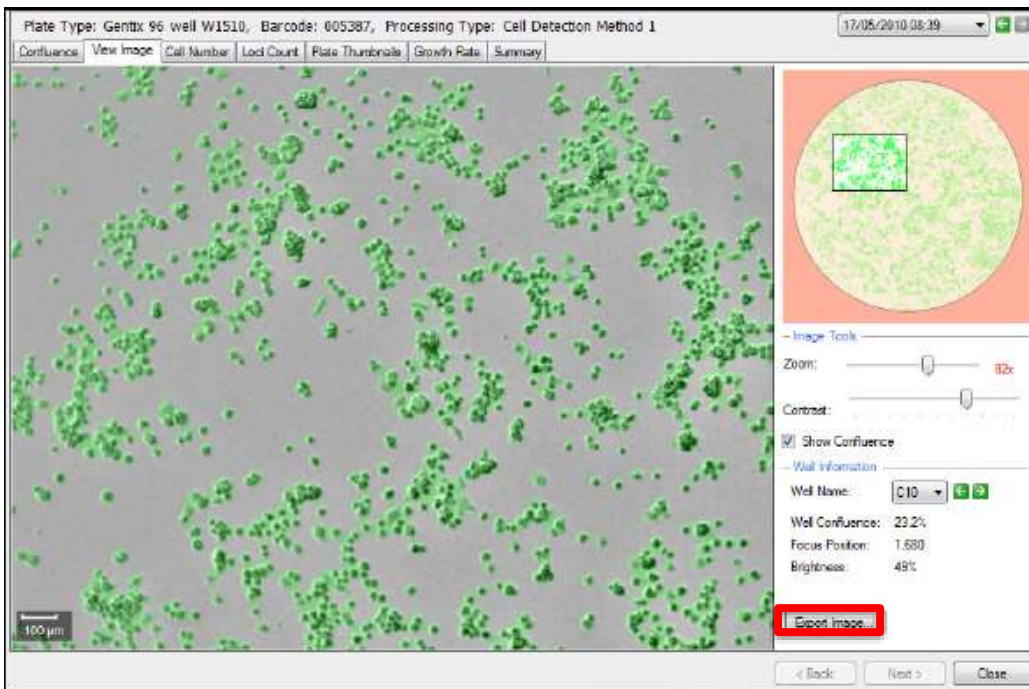 Plate Type: Genttix 96 well W1510, Barcode: 005387, Processing Type: Cell Detection Method 1
17/05/2010 08:39
Confluence View Image Cell Number Loci Count Plate Thumbnails Growth Rate Summary
Image Tools
Zoom: 82x
Contrast:
Show Confluence
Well Information
Well Name: C10
Well Confluence: 23.2%
Focus Position: 1.680
Brightness: 49%
100 µm
Export Image...
< Back Next > Close